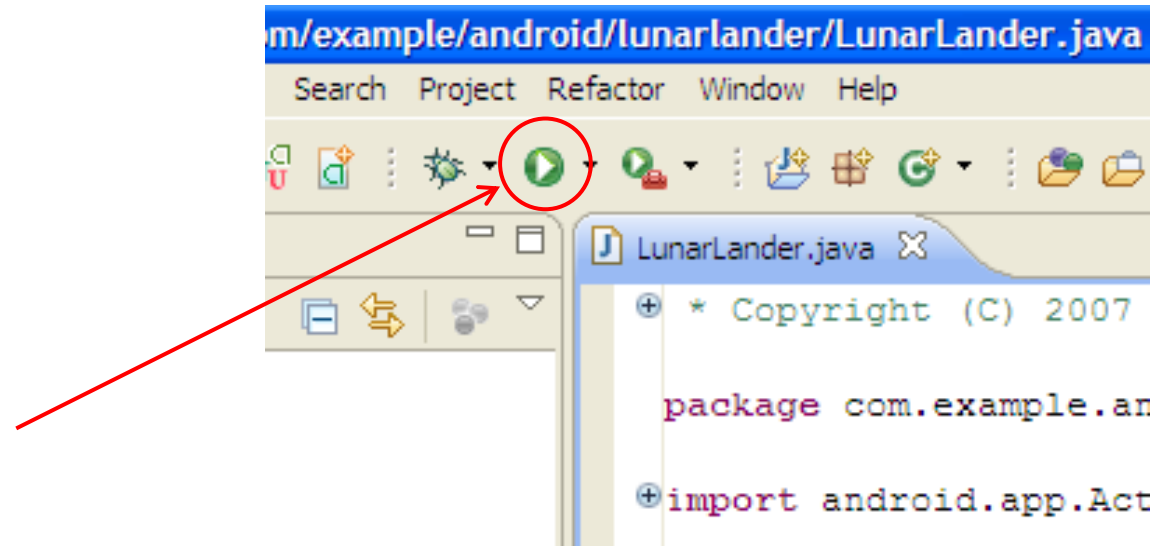 om/example/android/lunarlander/LunarLander.java
Search Project Refactor Window Help
LunarLander.java
* Copyright (C) 2007
package com.example.an
import android.app.Act